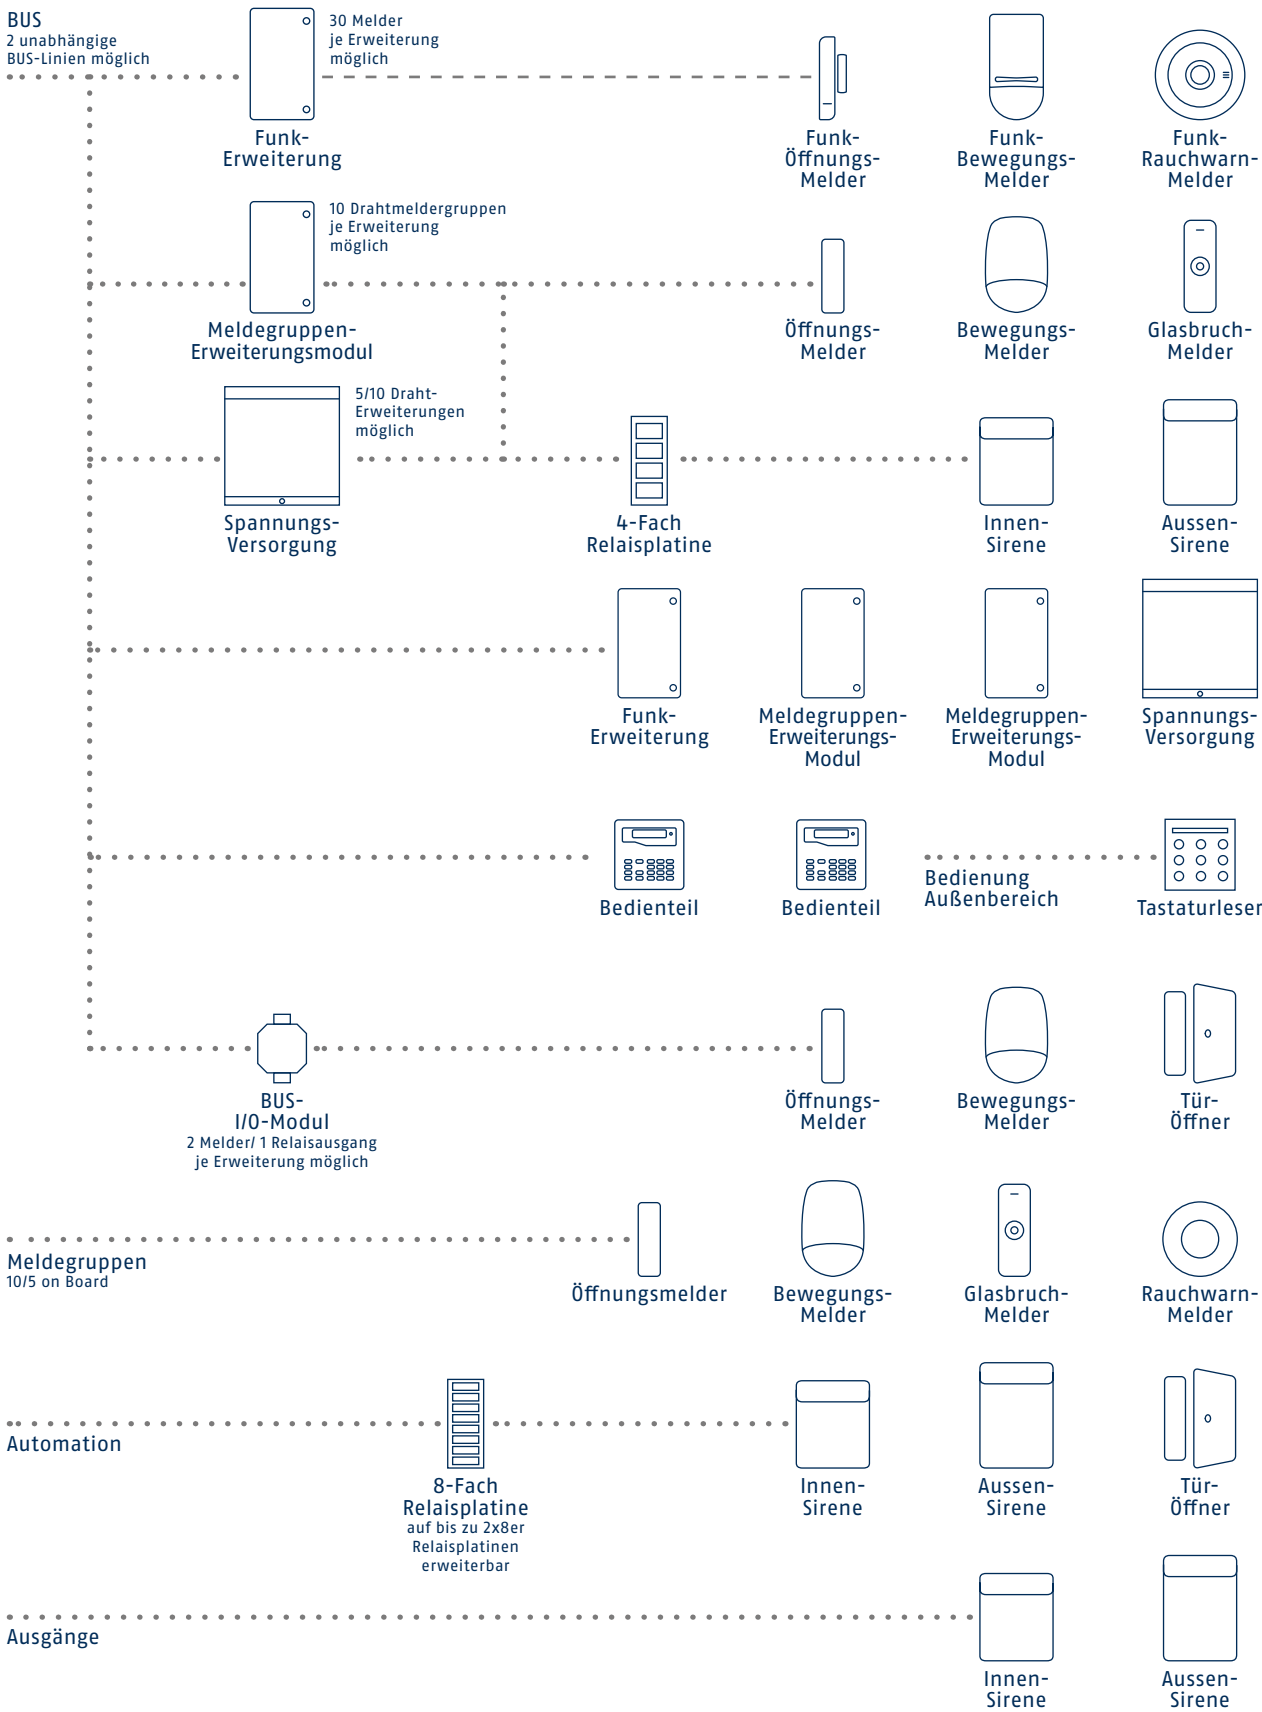 BUS
2 unabhängige
BUS-Linien möglich
30 Melder
je Erweiterung
möglich
Funk-
Erweiterung
Funk-
Öffnungs-
Melder
Funk-
Bewegungs-
Melder
Funk-
Rauchwarn-
Melder
10 Drahtmeldergruppen
je Erweiterung
möglich
Meldegruppen-
Erweiterungsmodul
Öffnungs-
Melder
Bewegungs-
Melder
Glasbruch-
Melder
5/10 Draht-
Erweiterungen
möglich
Spannungs-
Versorgung
4-Fach
Relaisplatine
Innen-
Sirene
Aussen-
Sirene
Funk-
Erweiterung
Meldegruppen-
Erweiterungs-
Modul
Meldegruppen-
Erweiterungs-
Modul
Spannungs-
Versorgung
Bedienteil
Bedienteil
Bedienung
Außenbereich
Tastaturleser
BUS-
I/O-Modul
2 Melder/ 1 Relaisausgang
je Erweiterung möglich
Öffnungs-
Melder
Bewegungs-
Melder
Tür-
Öffner
Meldegruppen
10/5 on Board
Öffnungsmelder
Bewegungs-
Melder
Glasbruch-
Melder
Rauchwarn-
Melder
Automation
8-Fach
Relaisplatine
auf bis zu 2x8er
Relaisplatinen
erweiterbar
Innen-
Sirene
Aussen-
Sirene
Tür-
Öffner
Ausgänge
Innen-
Sirene
Aussen-
Sirene